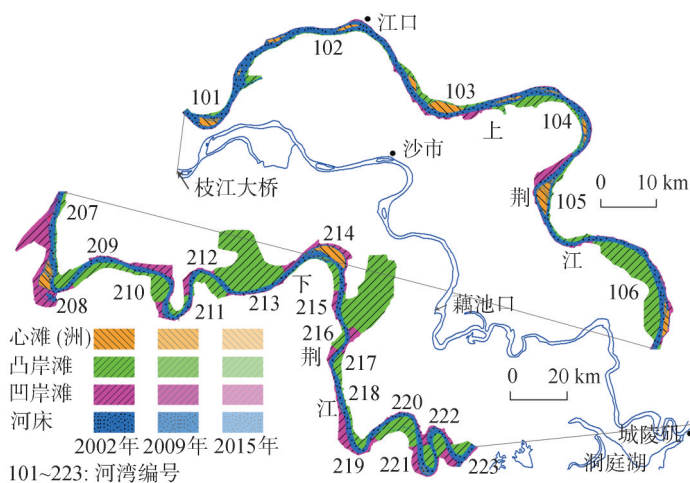 江口
102
101
103
上
104
沙市
枝江大桥
荆
0 10 km
105
207
江
214
209
212
下
106
208
210
213
215
211
藕池口
216
荆
心滩 (洲)
217
0 20 km
凸岸滩
218
凹岸滩
江
220
222
河床
城陵矶
2002年 2009年 2015年
219
221
223
洞庭湖
101~223: 河湾编号